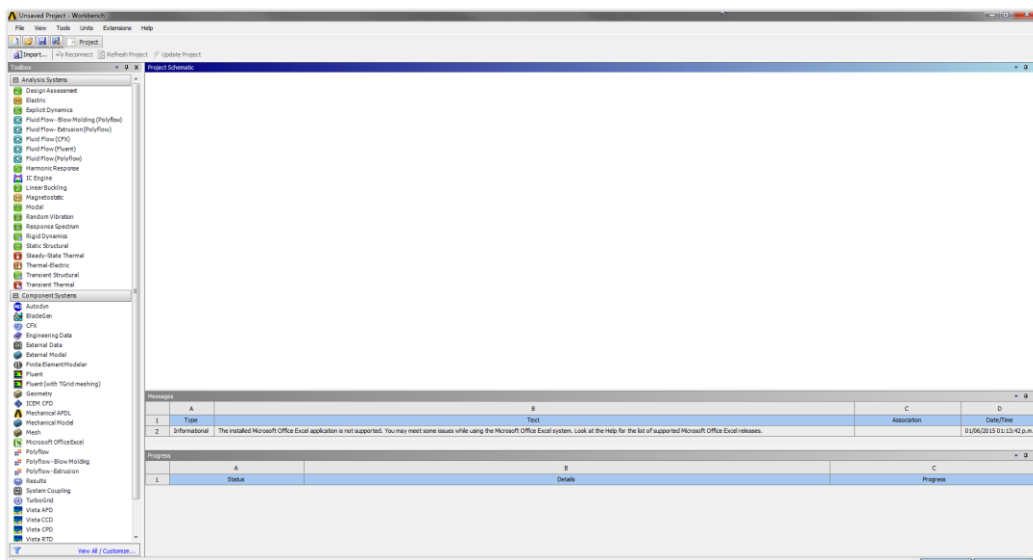 Unsaved Project - Workbench
File View Tools Units Extensions Help
Project
Import... Reconnect Refresh Project Update Project
Toolbox
Project Schematic
Analysis Systems
Design Assessment
Electric
Explicit Dynamics
Fluid Flow - Blow Molding (Polyflow)
Fluid Flow - Extrusion (Polyflow)
Fluid Flow (CFX)
Fluid Flow (Fluent)
Fluid Flow (Polyflow)
Harmonic Response
IC Engine
Linear Buckling
Magnetostatic
Modal
Random Vibration
Response Spectrum
Rigid Dynamics
Static Structural
Steady-State Thermal
Thermal-Electric
Transient Structural
Transient Thermal
Component Systems
Autodyn
BladeGen
CFX
Engineering Data
External Data
External Model
Finite Element Modeler
Fluent
Fluent (with TGrid meshing)
Geometry
ICEM CFD
Mechanical APDL
Mechanical Model
Mesh
Microsoft Office Excel
Polyflow
Polyflow - Blow Molding
Polyflow - Extrusion
Results
System Coupling
TurboGrid
Vista AFD
Vista CCD
Vista CPD
Vista RTD
View All / Customize...
Messages
A B C D
1 Type Text Association Date/Time
2 Informational The installed Microsoft Office Excel application is not supported. You may meet some issues while using the Microsoft Office Excel system. Look at the Help for the list of supported Microsoft Office Excel releases. 01/06/2015 01:13:42 p.m.
Progress
A B C
1 Status Details Progress